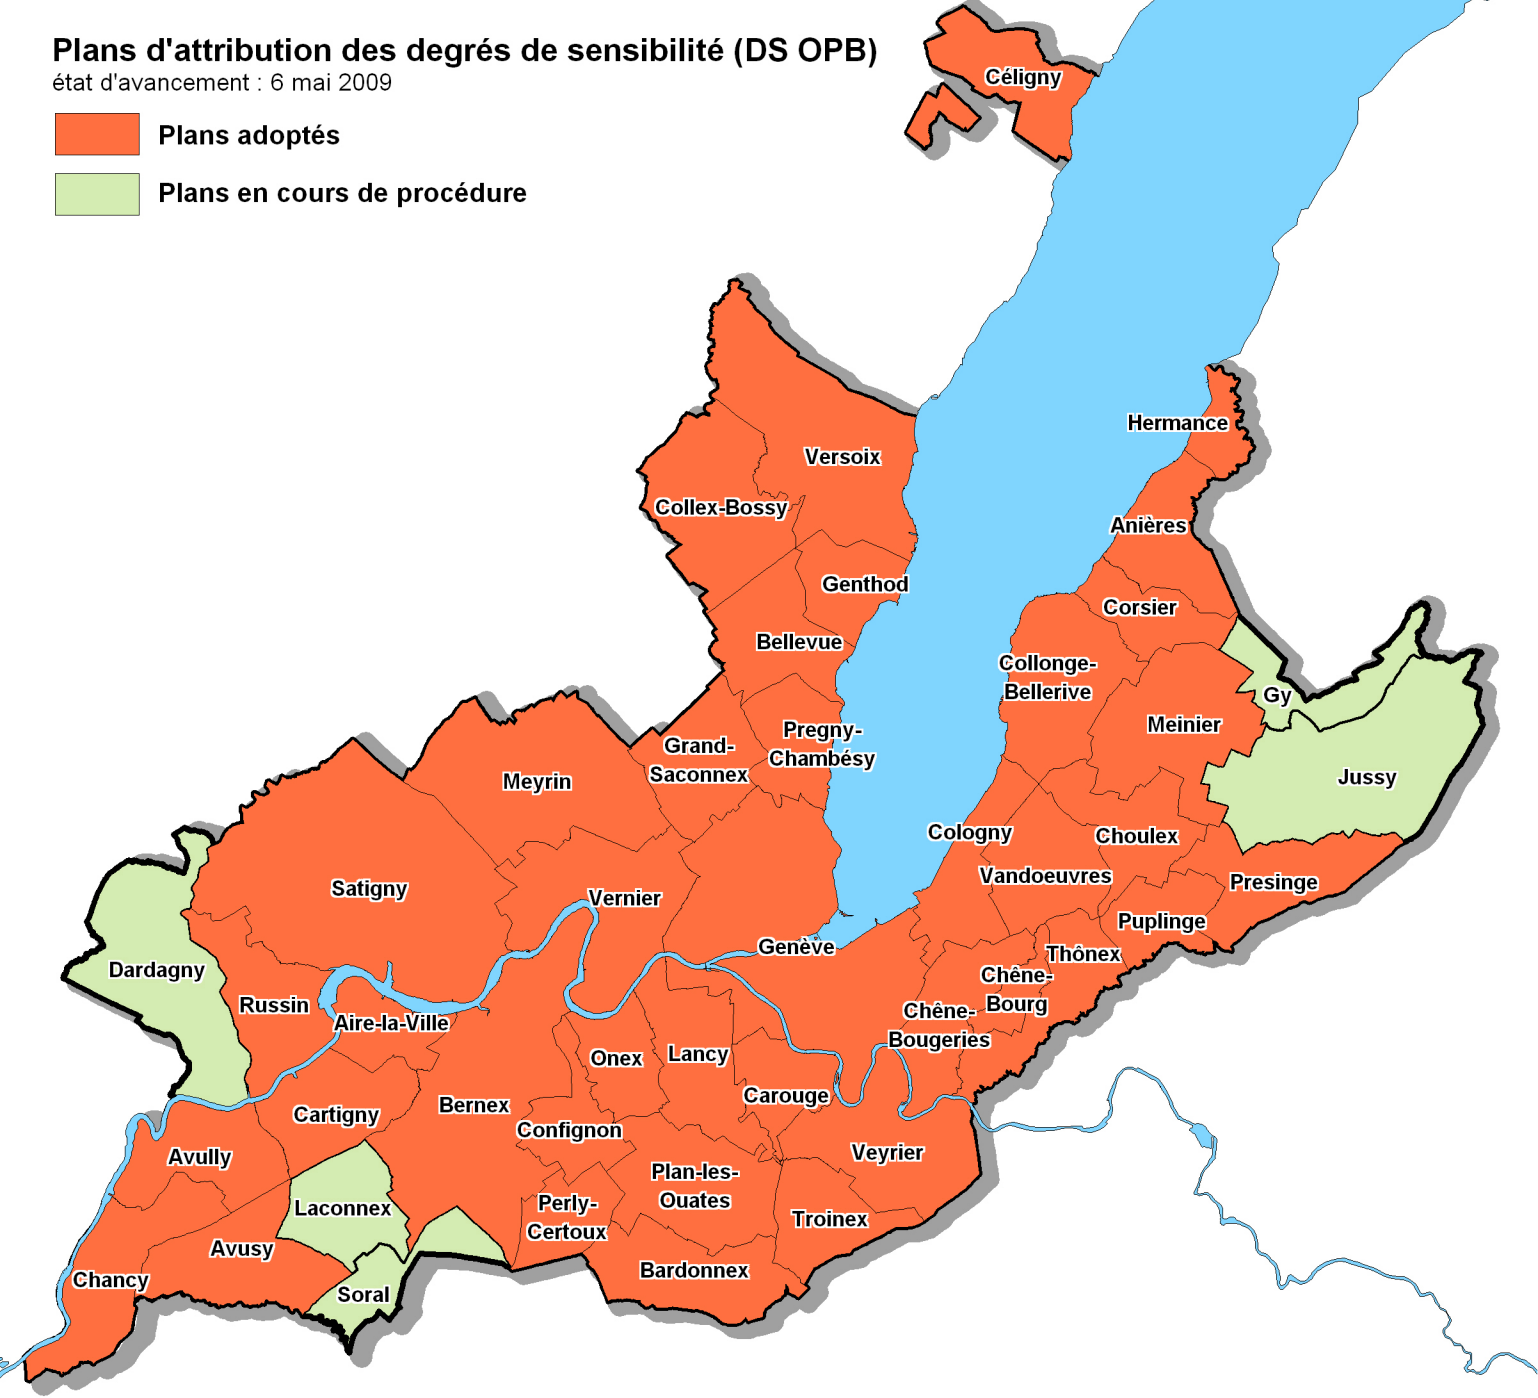 Plans d'attribution des degrés de sensibilité (DS OPB)
état d'avancement : 6 mai 2009
Plans adoptés
Plans en cours de procédure
Céligny
Hermance
Versoix
Collex-Bossy
Anières
Genthod
Corsier
Bellevue
Collonge-
Bellerive
Gy
Meinier
Pregny-
Chambésy
Grand-
Saconnex
Meyrin
Jussy
Cologny
Choulex
Vandoeuvres
Presinge
Satigny
Vernier
Puplinge
Genève
Thônex
Dardagny
Chêne-
Bourg
Russin
Chêne-
Bougeries
Aire-la-Ville
Onex
Lancy
Carouge
Bernex
Cartigny
Confignon
Veyrier
Avully
Plan-les-
Ouates
Laconnex
Perly-
Certoux
Troinex
Avusy
Bardonnex
Chancy
Soral